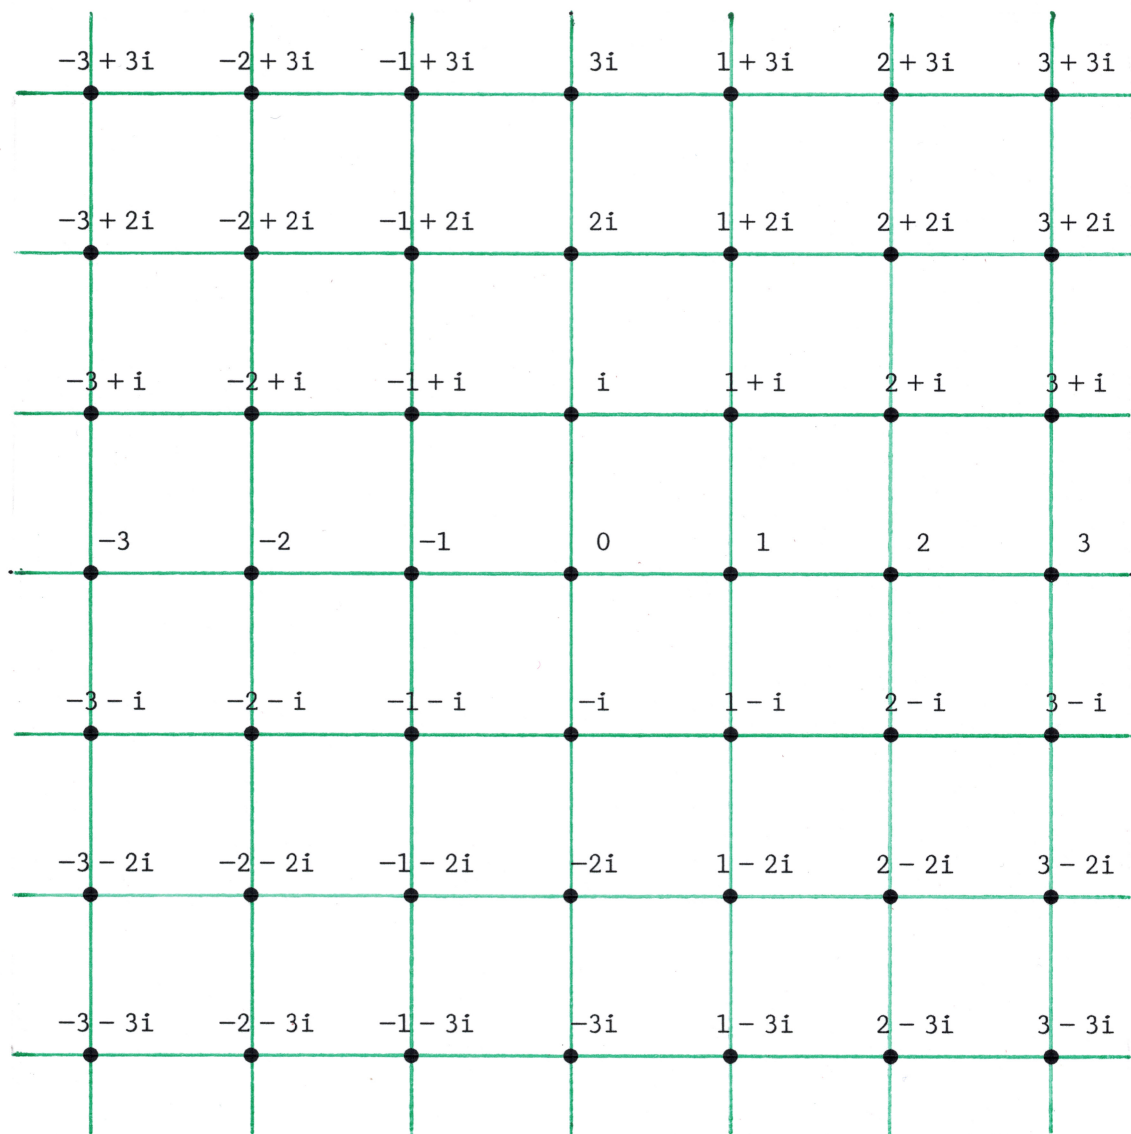 −3 + 3i −2 + 3i −1 + 3i 3i 1 + 3i 2 + 3i 3 + 3i
−3 + 2i −2 + 2i −1 + 2i 2i 1 + 2i 2 + 2i 3 + 2i
−3 + i −2 + i −1 + i i 1 + i 2 + i 3 + i
−3 −2 −1 0 1 2 3
−3 − i −2 − i −1 − i −i 1 − i 2 − i 3 − i
−3 − 2i −2 − 2i −1 − 2i −2i 1 − 2i 2 − 2i 3 − 2i
−3 − 3i −2 − 3i −1 − 3i −3i 1 − 3i 2 − 3i 3 − 3i